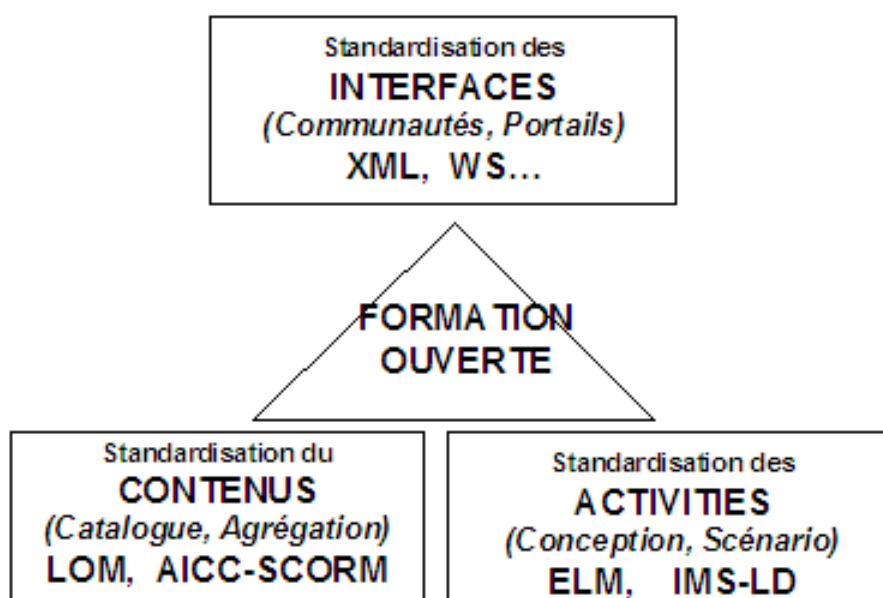 Standardisation des
INTERFACES
(Communautés, Portails)
XML, WS...
FORMATION
OUVERTE
Standardisation du
CONTENUS
(Catalogue, Agrégation)
LOM, AICC-SCORM
Standardisation des
ACTIVITIES
(Conception, Scénario)
ELM, IMS-LD